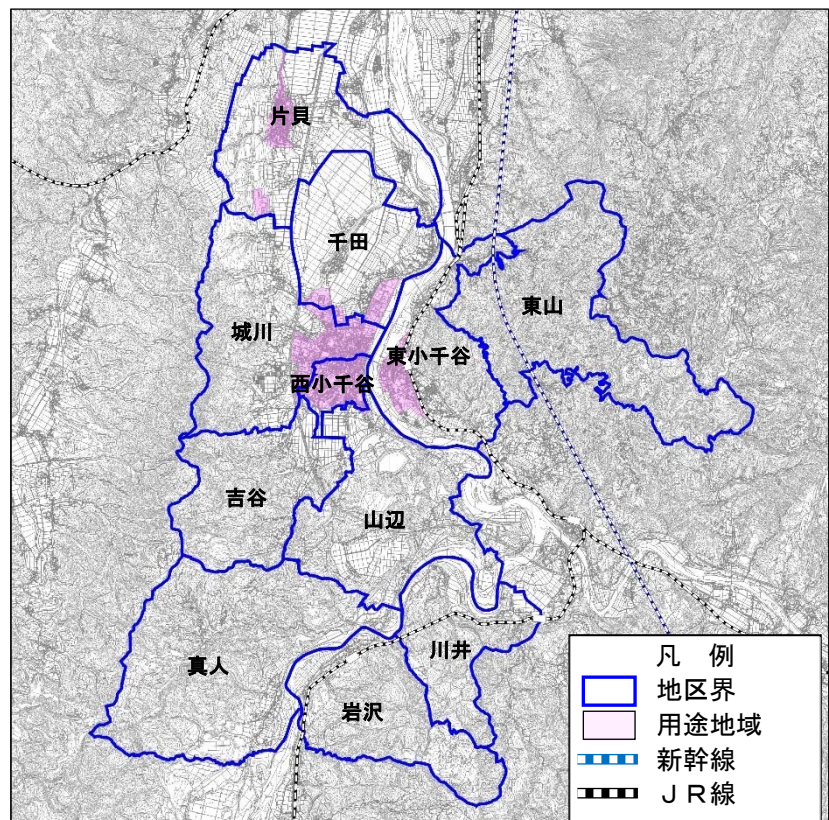 片貝
千田
東山
城川
東小千谷
西小千谷
吉谷
山辺
川井
真人
岩沢
凡 例
地区界
用途地域
新幹線
ＪＲ線